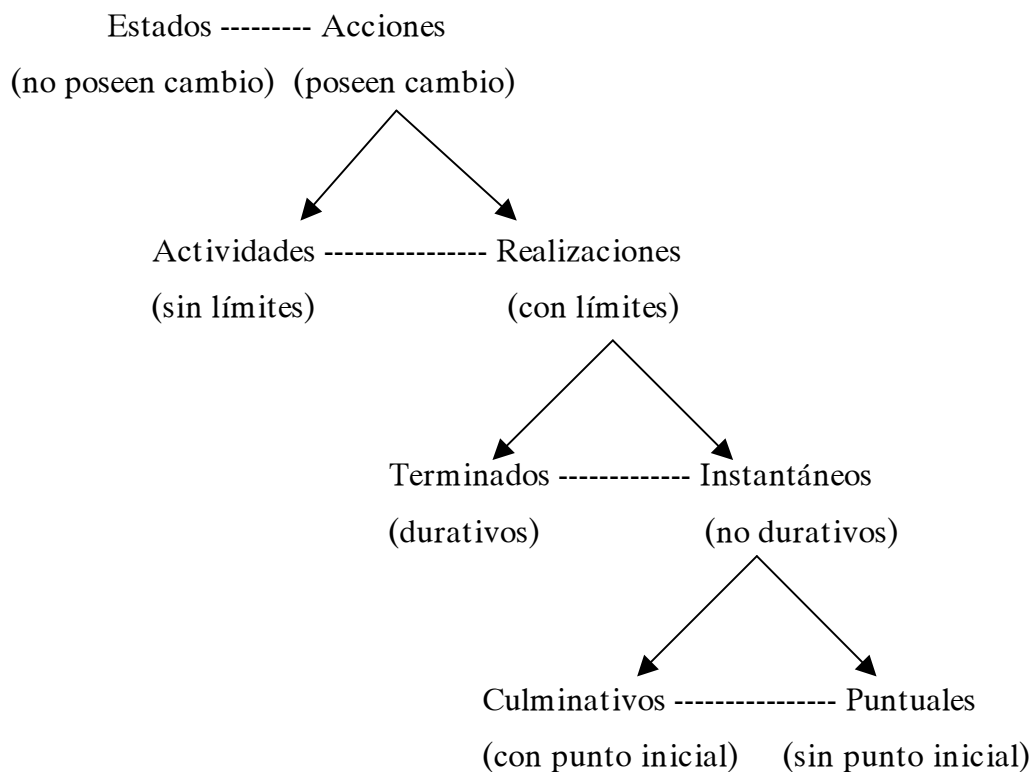 Estados --------- Acciones
(no poseen cambio) (poseen cambio)
Actividades ---------------- Realizaciones
(sin límites) (con límites)
Terminados ------------- Instantáneos
(durativos) (no durativos)
Culminativos ---------------- Puntuales
(con punto inicial) (sin punto inicial)